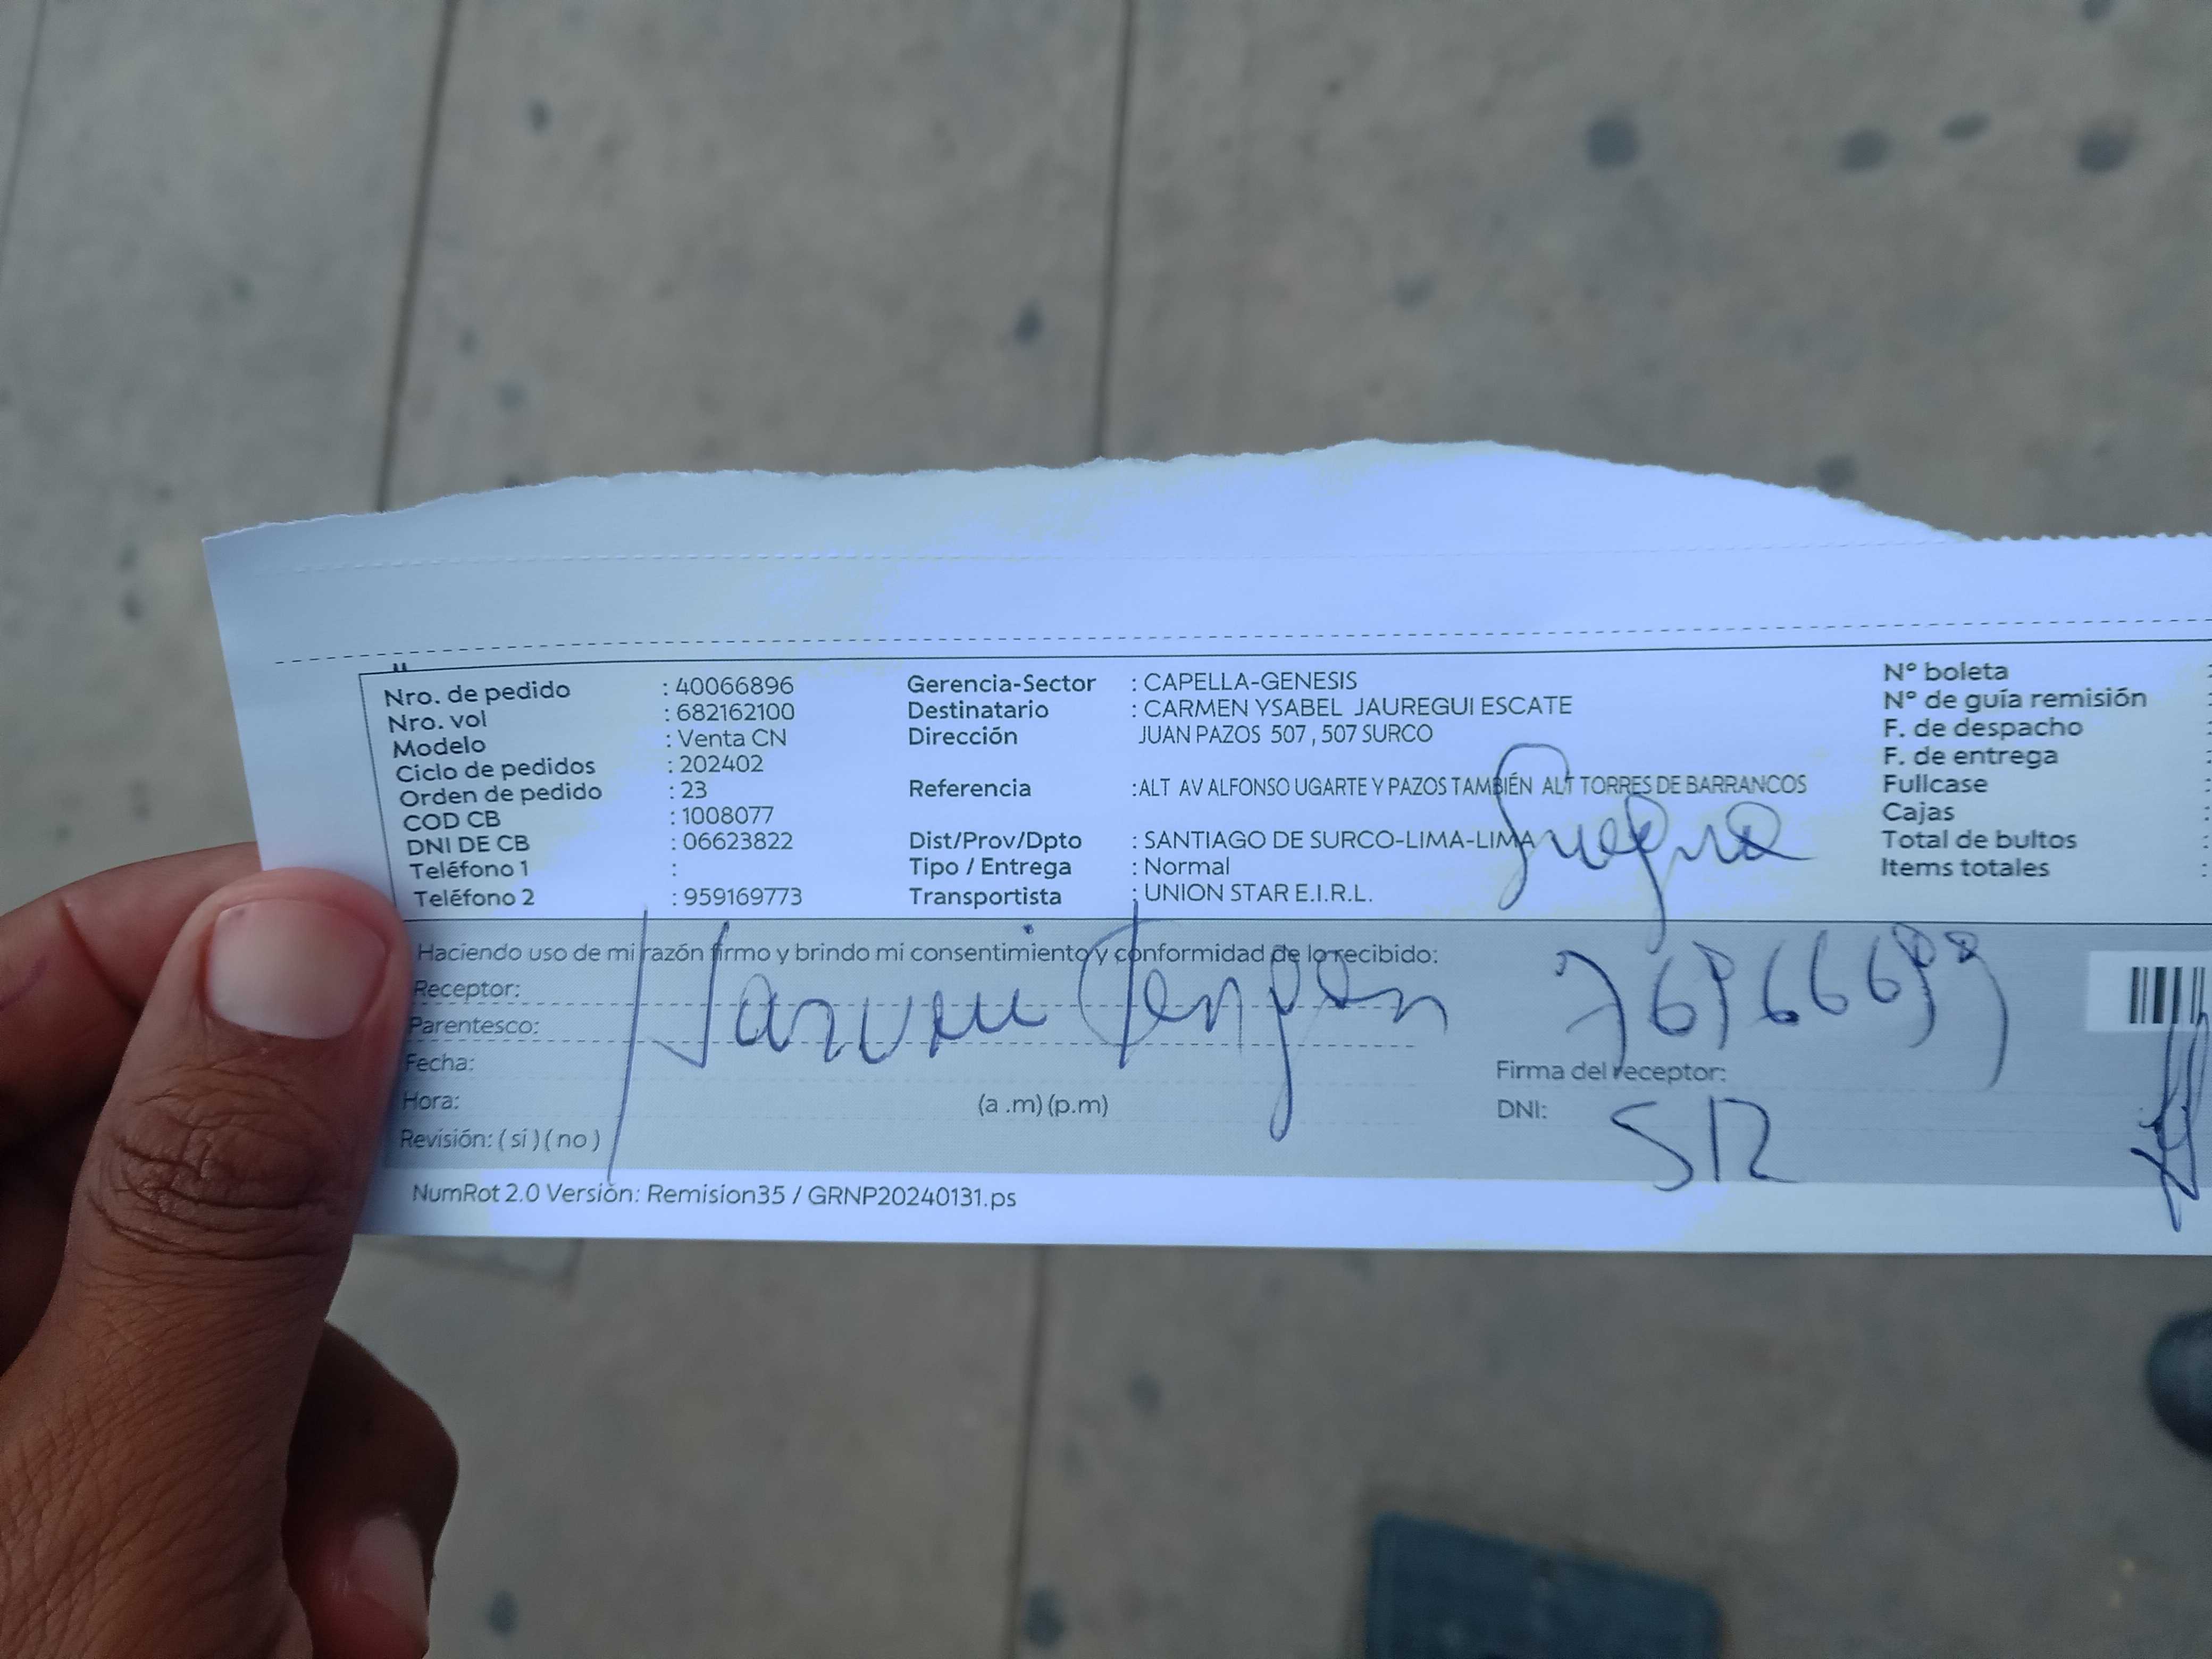 Nro. de pedido : 40066896
Nro. vol : 682162100
Modelo : Venta CN
Ciclo de pedidos : 202402
Orden de pedido : 23
COD CB : 1008077
DNI DE CB : 06623822
Teléfono 1 :
Teléfono 2 : 959169773
Gerencia-Sector : CAPELLA-GENESIS
Destinatario : CARMEN YSABEL JAUREGUI ESCATE
Dirección JUAN PAZOS 507 , 507 SURCO
Referencia : ALT AV ALFONSO UGARTE Y PAZOS TAMBIÉN ALT TORRES DE BARRANCOS
Dist/Prov/Dpto : SANTIAGO DE SURCO-LIMA-LIMA
Tipo / Entrega : Normal
Transportista : UNION STAR E.I.R.L.
N° boleta :
N° de guía remisión :
F. de despacho :
F. de entrega :
Fullcase :
Cajas :
Total de bultos :
Items totales :
Suegra
Haciendo uso de mi razón firmo y brindo mi consentimiento y conformidad de lo recibido:
Receptor:
Parentesco:
Fecha:
Hora: (a .m) (p.m)
Revisión: ( si ) ( no )
Firma del receptor:
DNI:
SR
NumRot 2.0 Versión: Remision35 / GRNP20240131.ps